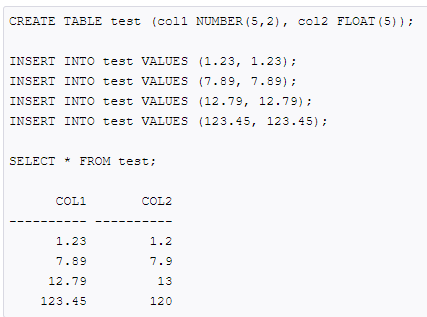 CREATE TABLE test (col1 NUMBER(5,2), col2 FLOAT(5));
INSERT INTO test VALUES (1.23, 1.23);
INSERT INTO test VALUES (7.89, 7.89);
INSERT INTO test VALUES (12.79, 12.79);
INSERT INTO test VALUES (123.45, 123.45);
SELECT * FROM test;
COL1 COL2
---------- ----------
1.23 1.2
7.89 7.9
12.79 13
123.45 120